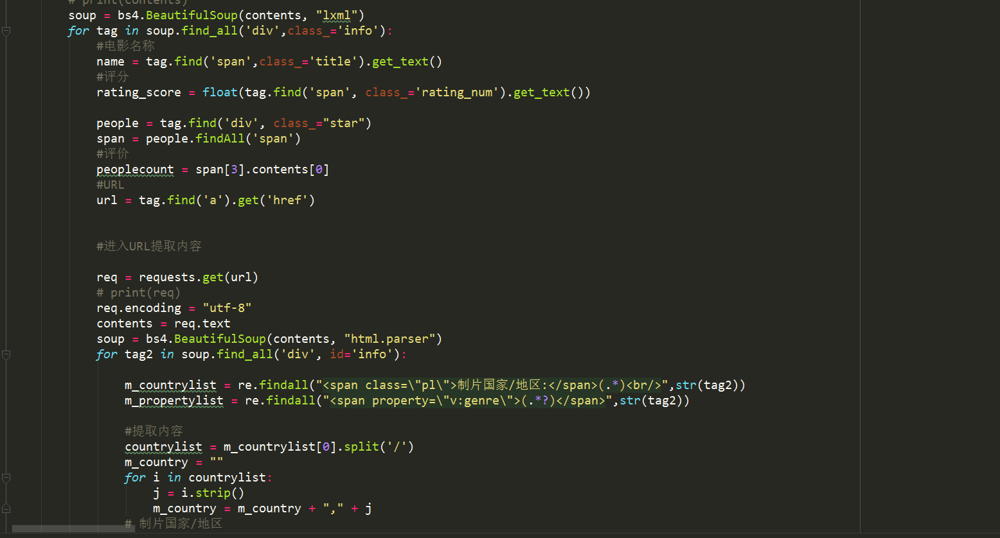 # print(contents)
soup = bs4.BeautifulSoup(contents, "lxml")
for tag in soup.find_all('div',class_='info'):
#电影名称
name = tag.find('span',class_='title').get_text()
#评分
rating_score = float(tag.find('span', class_='rating_num').get_text())
people = tag.find('div', class_="star")
span = people.findAll('span')
#评价
peoplecount = span[3].contents[0]
#URL
url = tag.find('a').get('href')
#进入URL提取内容
req = requests.get(url)
# print(req)
req.encoding = "utf-8"
contents = req.text
soup = bs4.BeautifulSoup(contents, "html.parser")
for tag2 in soup.find_all('div', id='info'):
m_countrylist = re.findall("<span class=\"pl\">制片国家/地区:</span>(.*)<br/>",str(tag2))
m_propertylist = re.findall("<span property=\"v:genre\">(.*?)</span>",str(tag2))
#提取内容
countrylist = m_countrylist[0].split('/')
m_country = ""
for i in countrylist:
j = i.strip()
m_country = m_country + "," + j
# 制片国家/地区